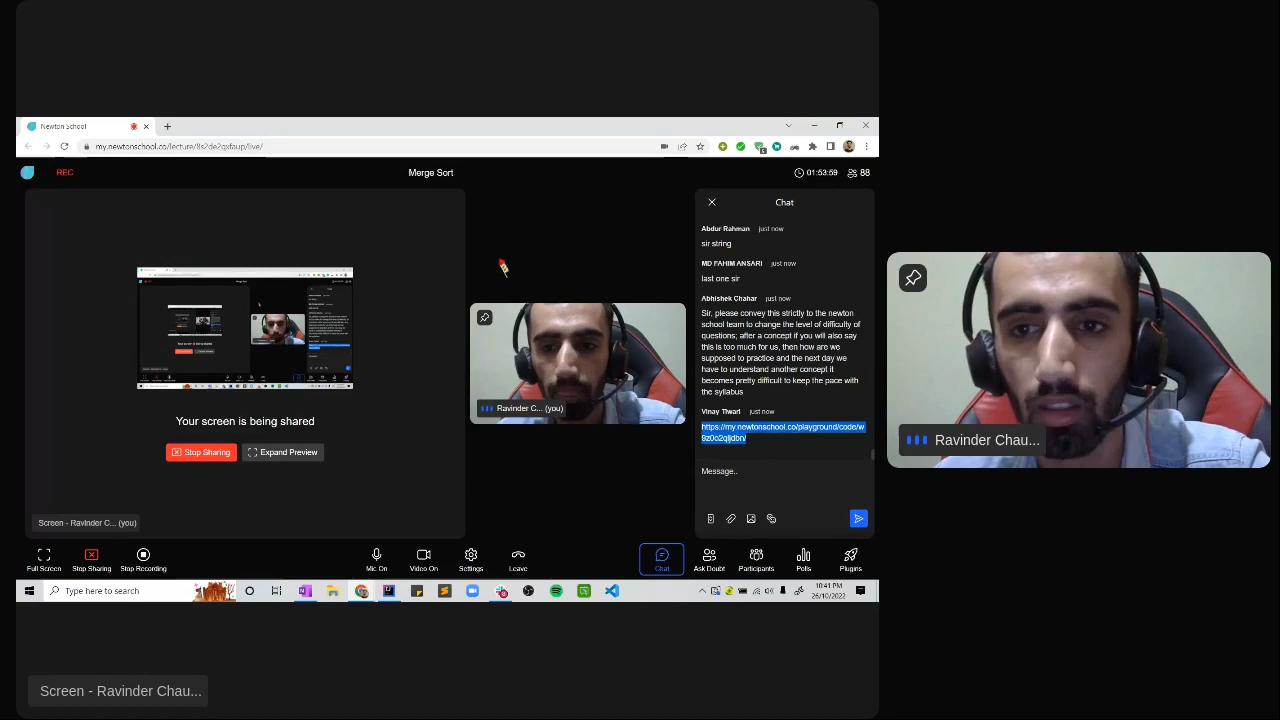 Newton School
my.newtonschool.co/lecture/8s2de2qxfaup/live/
REC
Merge Sort
01:53:59
88
Chat
Abdur Rahman just now
sir string
MD FAHIM ANSARI just now
last one sir
Abhishek Chahar just now
Sir, please convey this strictly to the newton
school team to change the level of difficulty of
questions; after a concept if you will also say
this is too much for us, then how are we
supposed to practice and the next day we
have to understand another concept it
becomes pretty difficult to keep the pace with
the syllabus
Vinay Tiwari just now
https://my.newtonschool.co/playground/code/w
Message..
Your screen is being shared
Stop Sharing
Expand Preview
Screen - Ravinder C... (you)
Ravinder C... (you)
Ravinder Chau...
Full Screen
Stop Sharing
Stop Recording
Mic On
Video On
Settings
Leave
Chat
Ask Doubt
Participants
Polls
Plugins
Type here to search
10:41 PM
26/10/2022
Screen - Ravinder Chau...